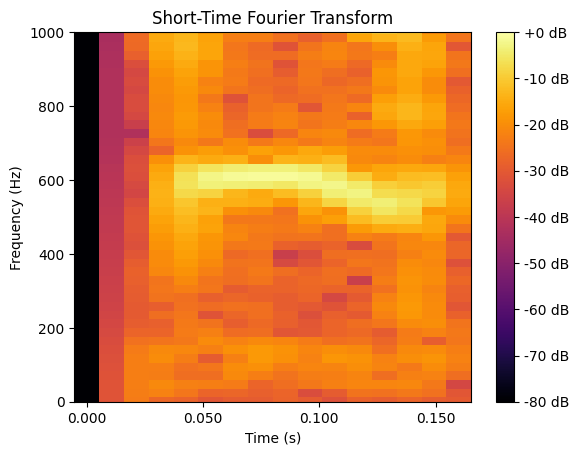 Short-Time Fourier Transform
1000
800
600
400
200
0
Frequency (Hz)
0.000
0.050
0.100
0.150
Time (s)
+0 dB
-10 dB
-20 dB
-30 dB
-40 dB
-50 dB
-60 dB
-70 dB
-80 dB